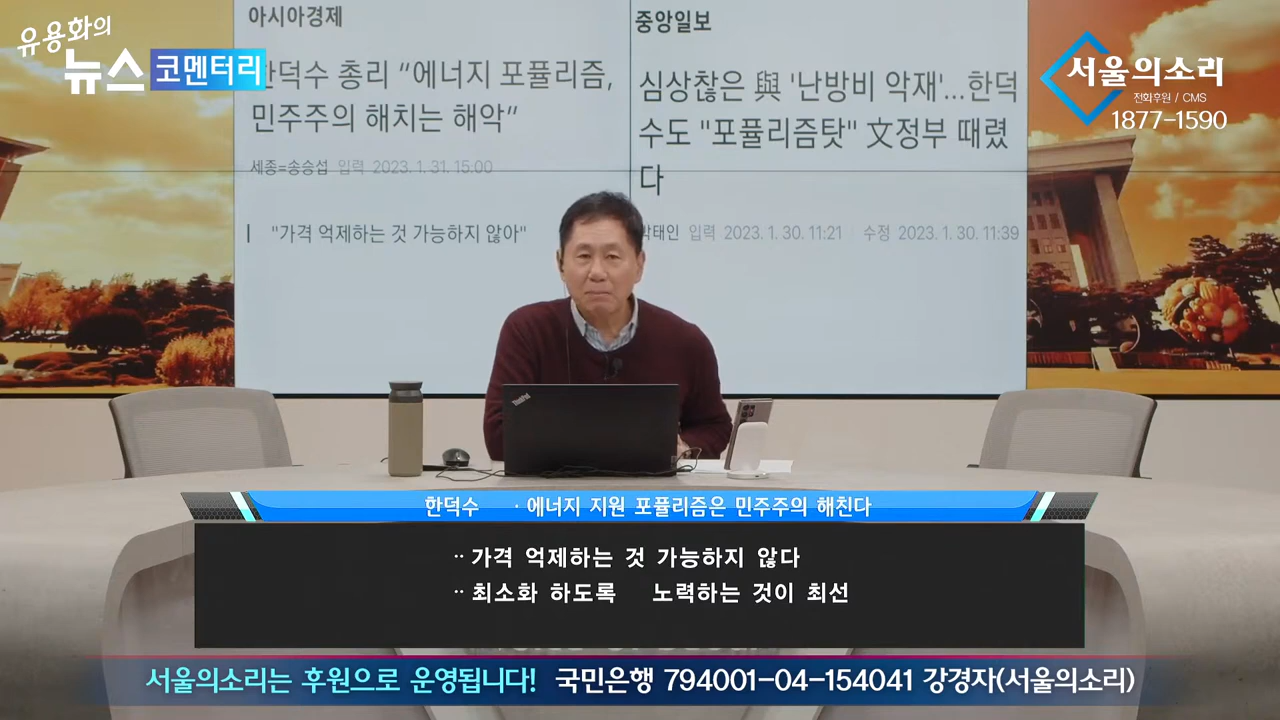 유용화의
뉴스 코멘터리
아시아경제
한덕수 총리 “에너지 포퓰리즘,
민주주의 해치는 해악”
세종=송승섭 입력 2023. 1. 31. 15:00
"가격 억제하는 것 가능하지 않아"
중앙일보
심상찮은 與 '난방비 악재'...한덕
수도 "포퓰리즘탓" 文정부 때렸
다
박태인 입력 2023. 1. 30. 11:21 수정 2023. 1. 30. 11:39
서울의소리
전화후원 / CMS
1877-1590
ThinkPad
한덕수 · 에너지 지원 포퓰리즘은 민주주의 해친다
·· 가격 억제하는 것 가능하지 않다
·· 최소화 하도록 노력하는 것이 최선
서울의소리는 후원으로 운영됩니다! 국민은행 794001-04-154041 강경자(서울의소리)